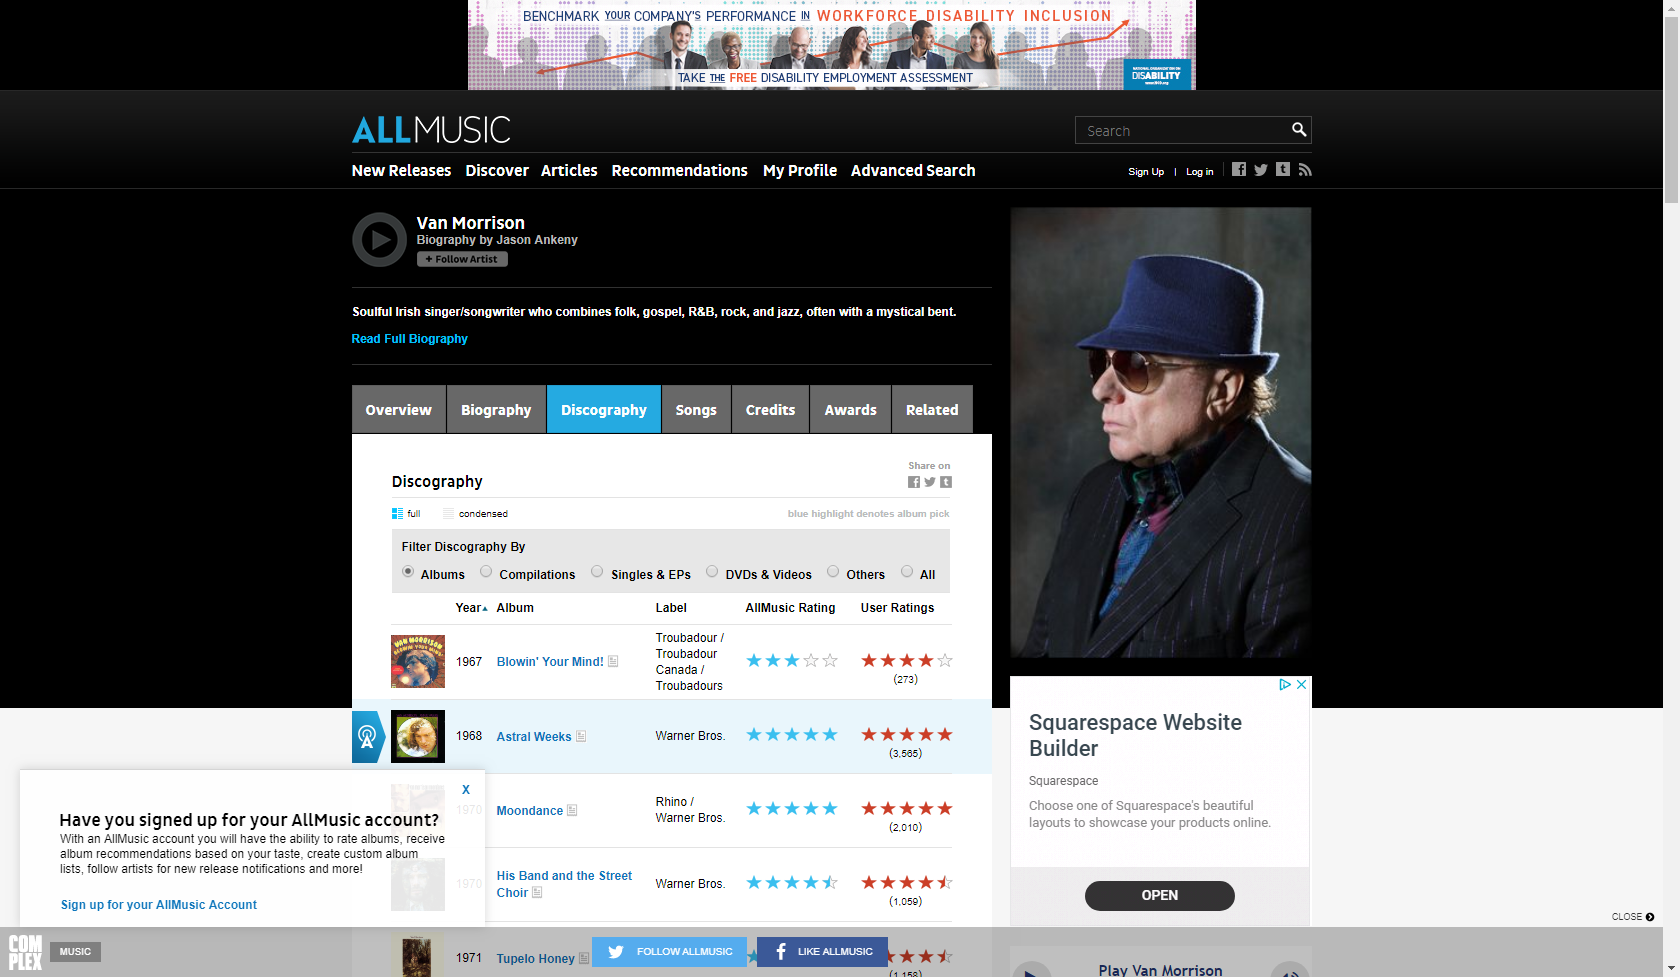 BENCHMARK YOUR COMPANY'S PERFORMANCE IN WORKFORCE DISABILITY INCLUSION
TAKE THE FREE DISABILITY EMPLOYMENT ASSESSMENT
DISABILITY
ALLMUSIC
Search
New Releases Discover Articles Recommendations My Profile Advanced Search
Sign Up | Log in
Van Morrison
Biography by Jason Ankeny
+ Follow Artist
Soulful Irish singer/songwriter who combines folk, gospel, R&B, rock, and jazz, often with a mystical bent.
Read Full Biography
Overview Biography Discography Songs Credits Awards Related
Share on
Discography
full condensed blue highlight denotes album pick
Filter Discography By
Albums Compilations Singles & EPs DVDs & Videos Others All
Year Album Label AllMusic Rating User Ratings
VAN MORRISON
BLOWIN' YOUR MIND!
1967 Blowin' Your Mind! Troubadour /
Troubadour
Canada /
Troubadours
(273)
1968 Astral Weeks Warner Bros.
(3,565)
1970 Moondance Rhino /
Warner Bros.
(2,010)
1970 His Band and the Street
Choir Warner Bros.
(1,059)
1971 Tupelo Honey
(1,158)
X
Have you signed up for your AllMusic account?
With an AllMusic account you will have the ability to rate albums, receive
album recommendations based on your taste, create custom album
lists, follow artists for new release notifications and more!
Sign up for your AllMusic Account
Squarespace Website
Builder
Squarespace
Choose one of Squarespace's beautiful
layouts to showcase your products online.
OPEN
CLOSE
Play Van Morrison
COM
PLEX
MUSIC
FOLLOW ALLMUSIC
LIKE ALLMUSIC